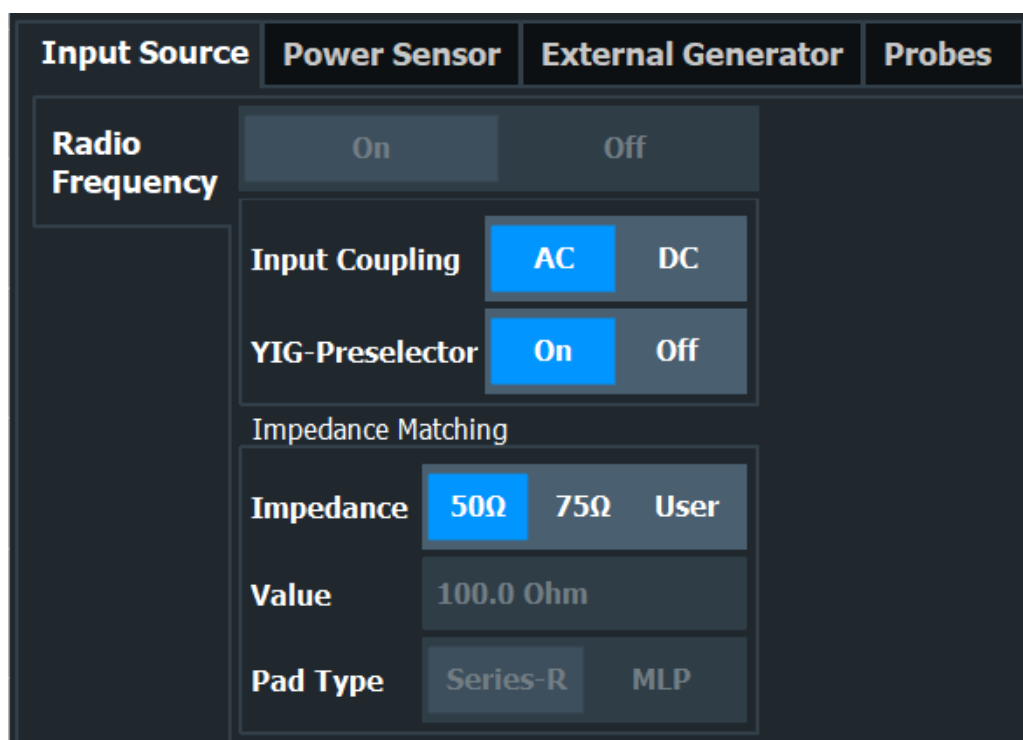 Input Source Power Sensor External Generator Probes
Radio
Frequency
On Off
Input Coupling AC DC
YIG-Preselector On Off
Impedance Matching
Impedance 50Ω 75Ω User
Value 100.0 Ohm
Pad Type Series-R MLP